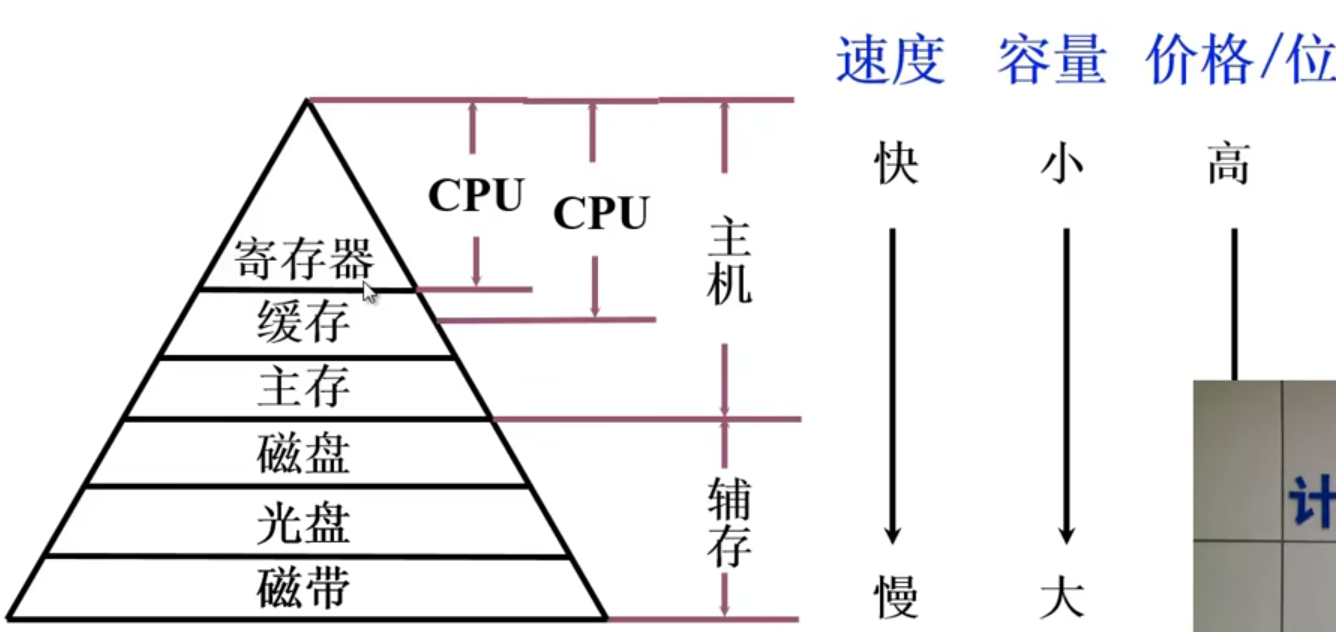 速度 容量 价格/位
快 小 高
CPU
CPU
主机
寄存器
缓存
主存
磁盘
光盘
磁带
辅存
慢 大
计